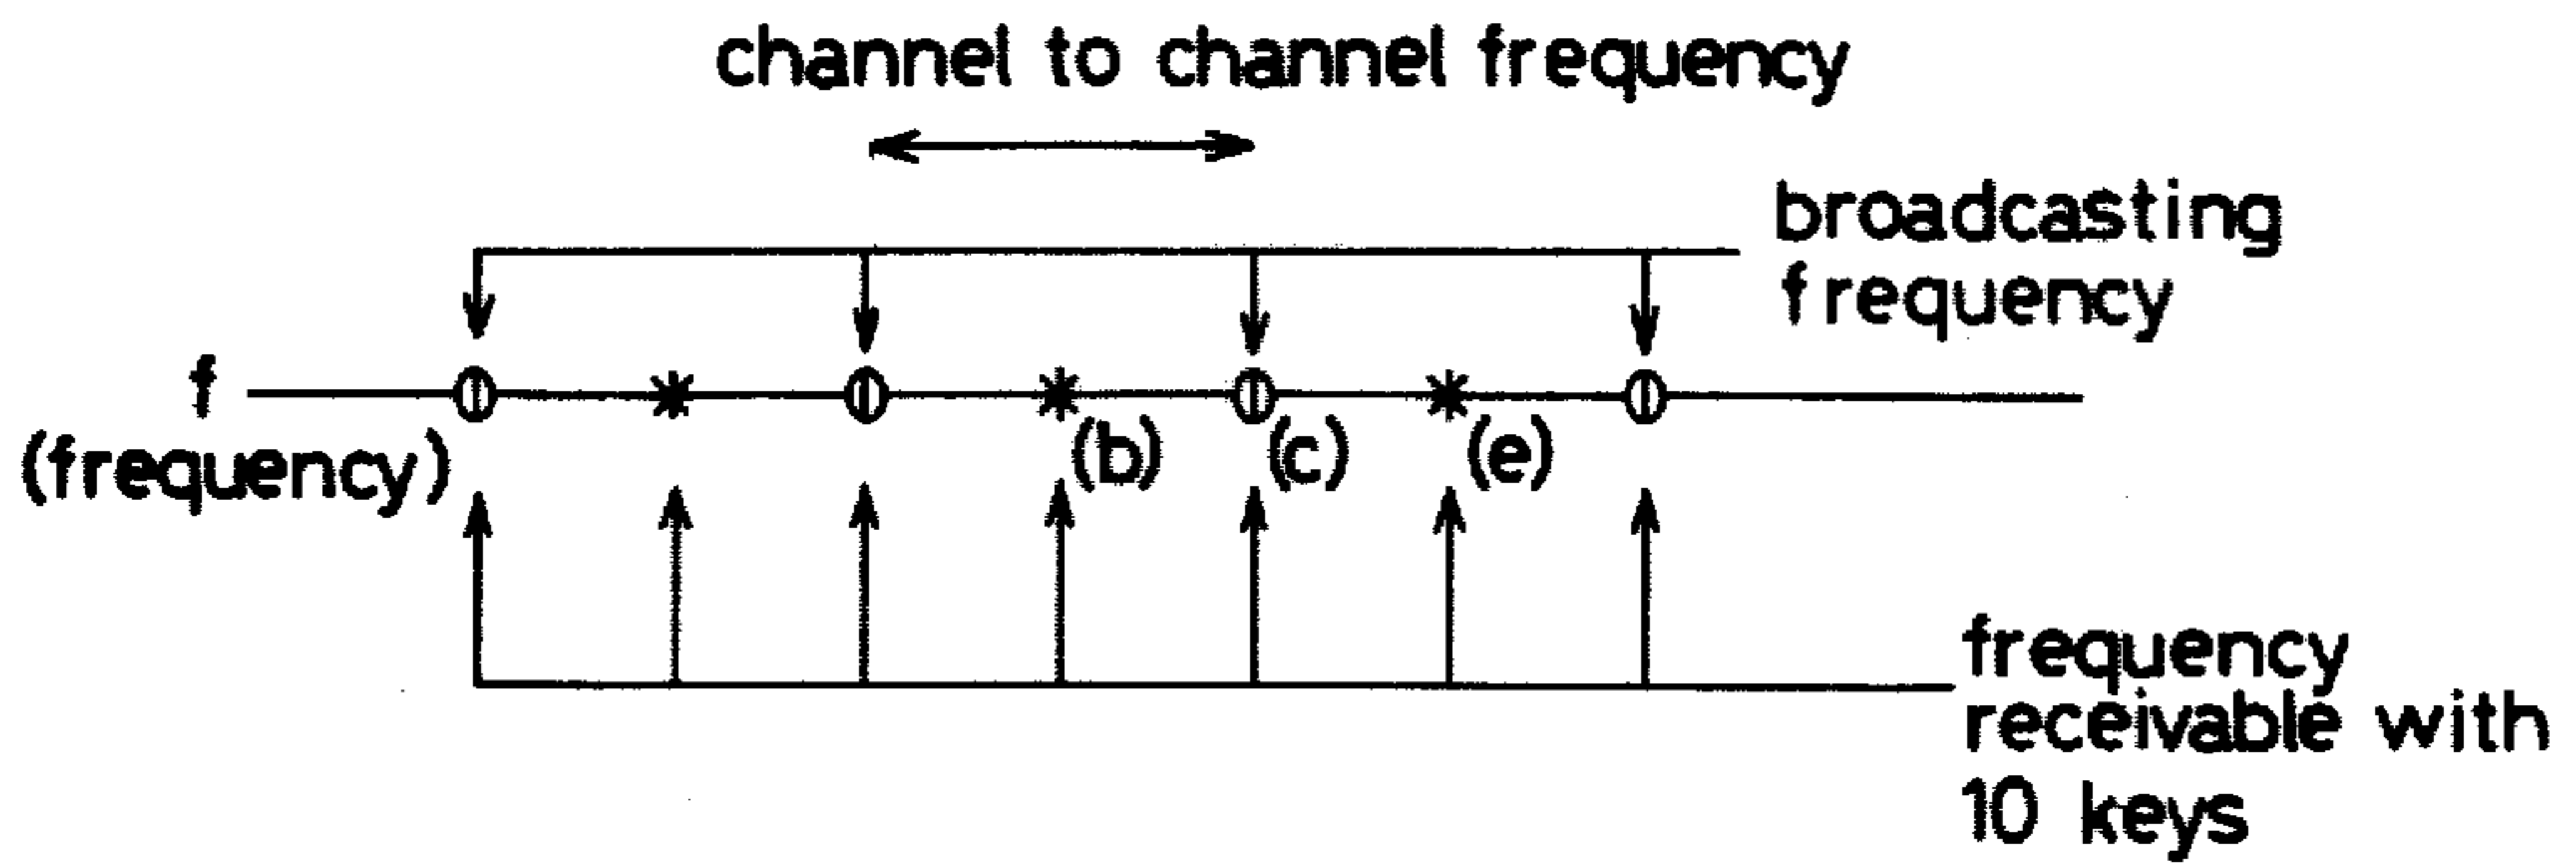 channel to channel frequency
broadcasting
frequency
f
(frequency)
(b)
(c)
(e)
frequency
receivable with
10 keys